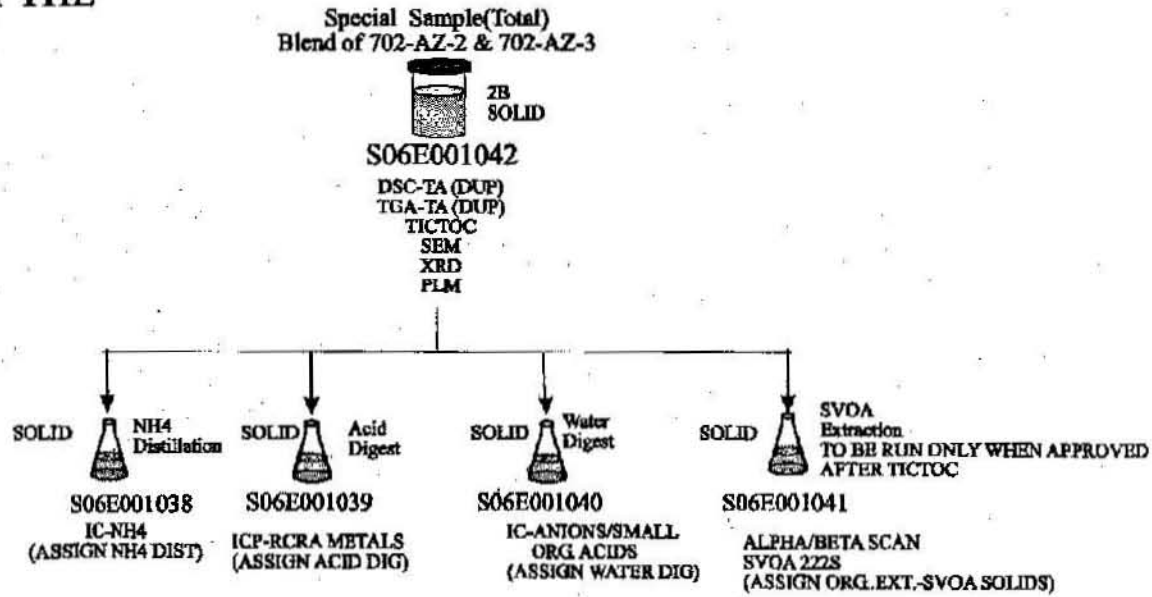 THE
Special Sample(Total)
Blend of 702-AZ-2 & 702-AZ-3
2B
SOLID
S06E001042
DSC-TA (DUP)
TGA-TA (DUP)
TICTOC
SEM
XRD
PLM
SOLID
NH4
Distillation
S06E001038
IC-NH4
(ASSIGN NH4 DIST)
SOLID
Acid
Digest
S06E001039
ICP-RCRA METALS
(ASSIGN ACID DIG)
SOLID
Water
Digest
S06E001040
IC-ANIONS/SMALL
ORG ACIDS
(ASSIGN WATER DIG)
SOLID
SVOA
Extraction
TO BE RUN ONLY WHEN APPROVED
AFTER TICTOC
S06E001041
ALPHA/BETA SCAN
SVOA 222S
(ASSIGN ORG.EXT.-SVOA SOLIDS)